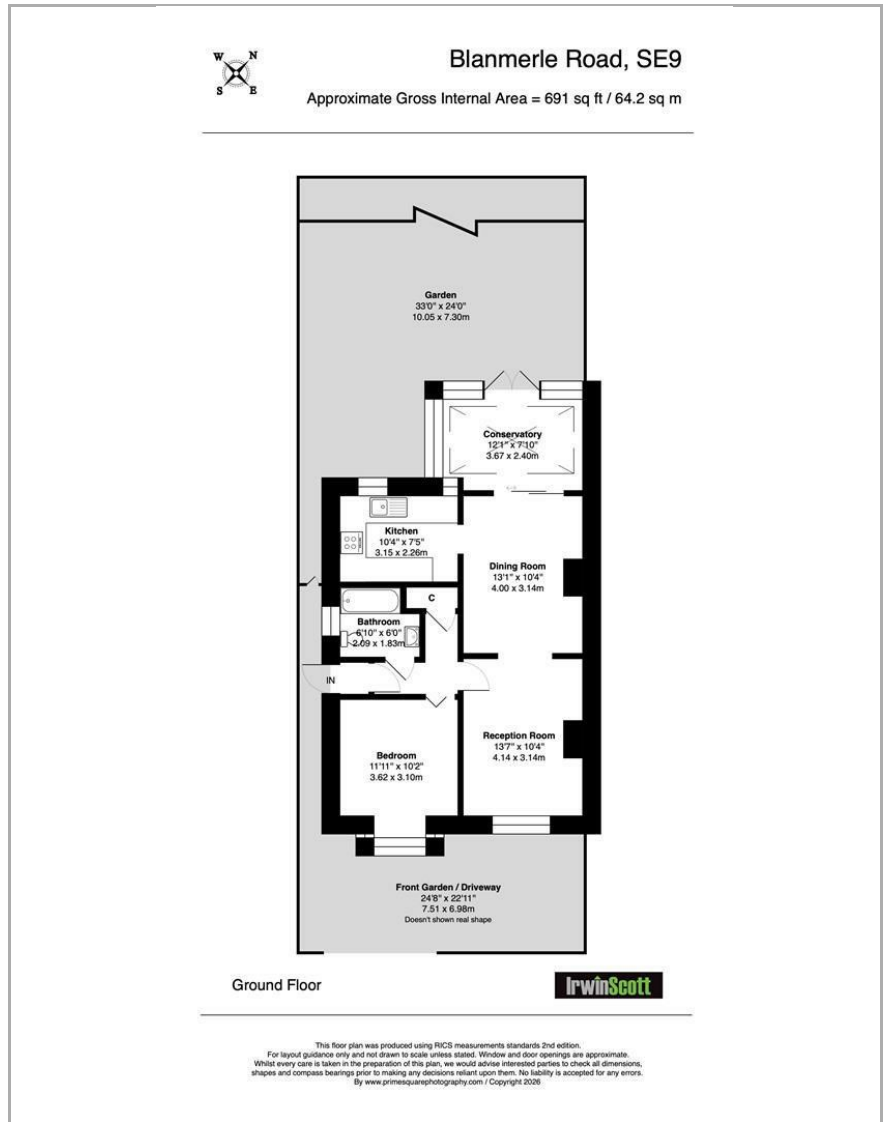 W N
S E
Blanmerle Road, SE9
Approximate Gross Internal Area = 691 sq ft / 64.2 sq m
Garden
33'0" x 24'0"
10.05 x 7.30m
Conservatory
12'1" x 7'10"
3.67 x 2.40m
Kitchen
10'4" x 7'5"
3.15 x 2.26m
Dining Room
13'1" x 10'4"
4.00 x 3.14m
C
Bathroom
6'10" x 6'0"
2.09 x 1.83m
IN
Reception Room
13'7" x 10'4"
4.14 x 3.14m
Bedroom
11'11" x 10'2"
3.62 x 3.10m
Front Garden / Driveway
24'8" x 22'11"
7.51 x 6.98m
Doesn't shown real shape
Ground Floor
IrwinScott
This floor plan was produced using RICS measurements standards 2nd edition.
For layout guidance only and not drawn to scale unless stated. Window and door openings are approximate.
Whilst every care is taken in the preparation of this plan, we would advise interested parties to check all dimensions,
shapes and compass bearings prior to making any decisions reliant upon them. No liability is accepted for any errors.
By www.primesquarephotography.com / Copyright 2026